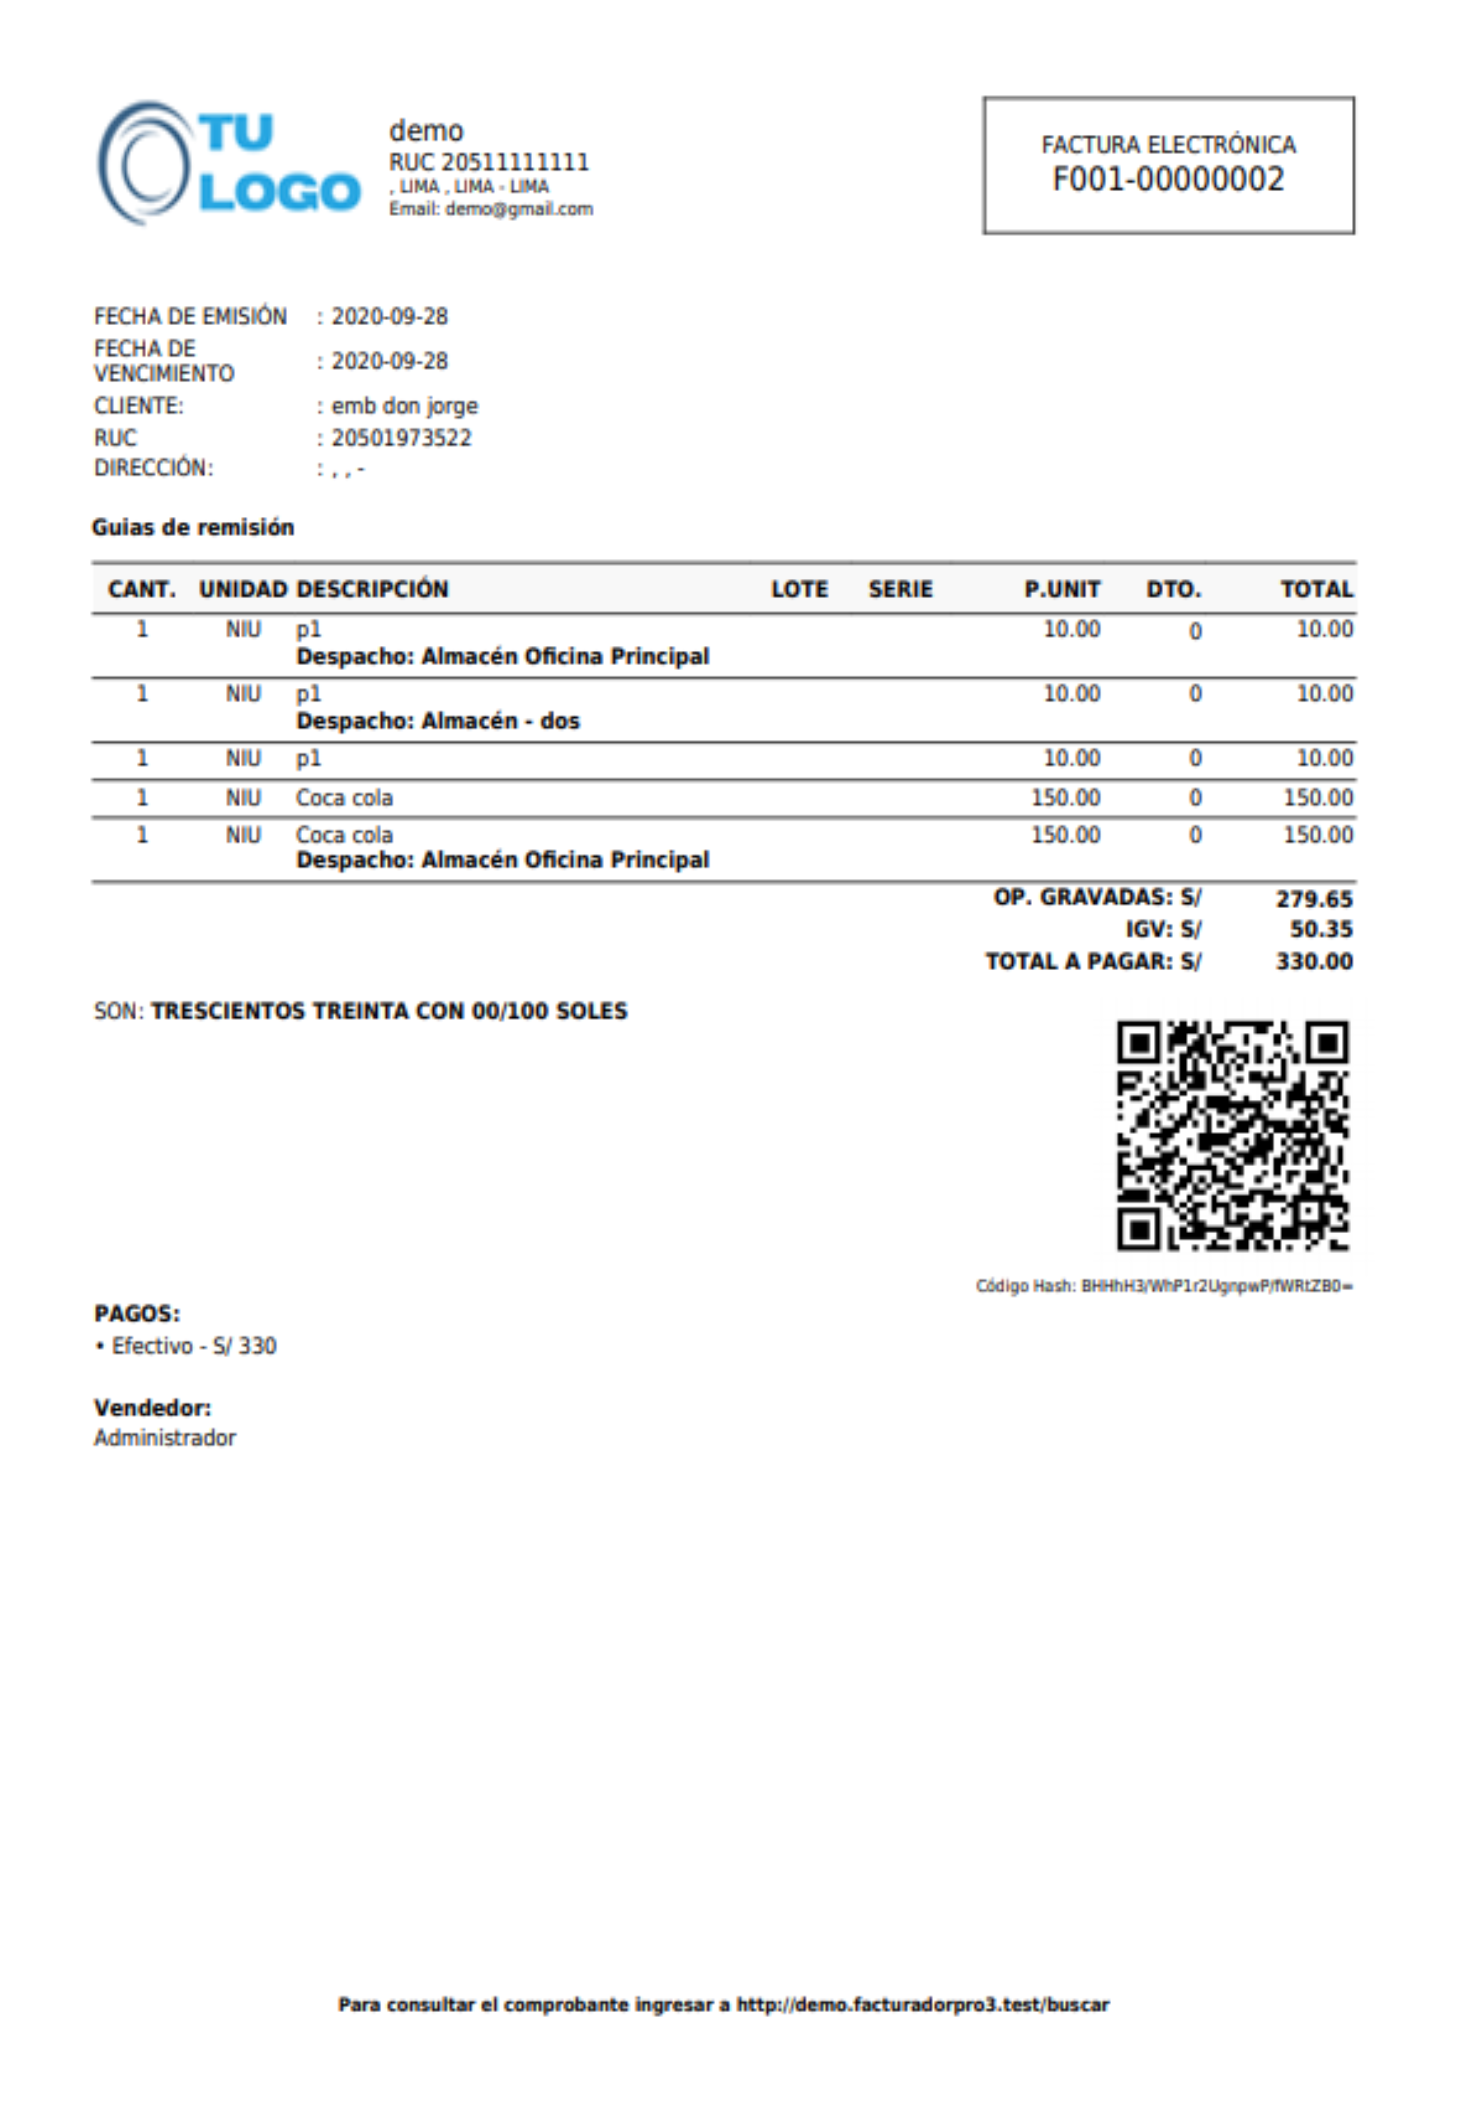 TU
LOGO
demo
RUC 20511111111
, LIMA , LIMA - LIMA
Email: demo@gmail.com
FACTURA ELECTRÓNICA
F001-00000002
FECHA DE EMISIÓN : 2020-09-28
FECHA DE
VENCIMIENTO : 2020-09-28
CLIENTE: : emb don jorge
RUC : 20501973522
DIRECCIÓN: : , , -
Guias de remisión
CANT. UNIDAD DESCRIPCIÓN LOTE SERIE P.UNIT DTO. TOTAL
1 NIU p1 10.00 0 10.00
Despacho: Almacén Oficina Principal
1 NIU p1 10.00 0 10.00
Despacho: Almacén - dos
1 NIU p1 10.00 0 10.00
1 NIU Coca cola 150.00 0 150.00
1 NIU Coca cola 150.00 0 150.00
Despacho: Almacén Oficina Principal
OP. GRAVADAS: S/ 279.65
IGV: S/ 50.35
TOTAL A PAGAR: S/ 330.00
SON: TRESCIENTOS TREINTA CON 00/100 SOLES
Código Hash: BHHhH3/WhP1r2UgnpwP/fWRtZB0=
PAGOS:
• Efectivo - S/ 330
Vendedor:
Administrador
Para consultar el comprobante ingresar a http://demo.facturadorpro3.test/buscar